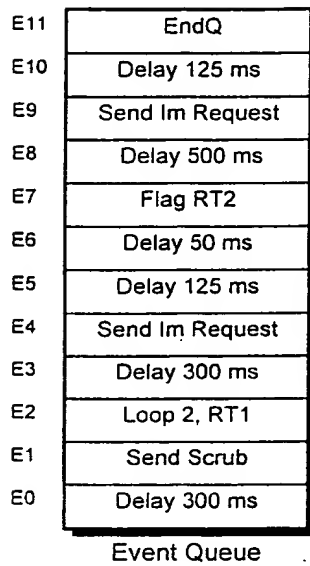 E11 EndQ
E10 Delay 125 ms
E9 Send Im Request
E8 Delay 500 ms
E7 Flag RT2
E6 Delay 50 ms
E5 Delay 125 ms
E4 Send Im Request
E3 Delay 300 ms
E2 Loop 2, RT1
E1 Send Scrub
E0 Delay 300 ms
Event Queue